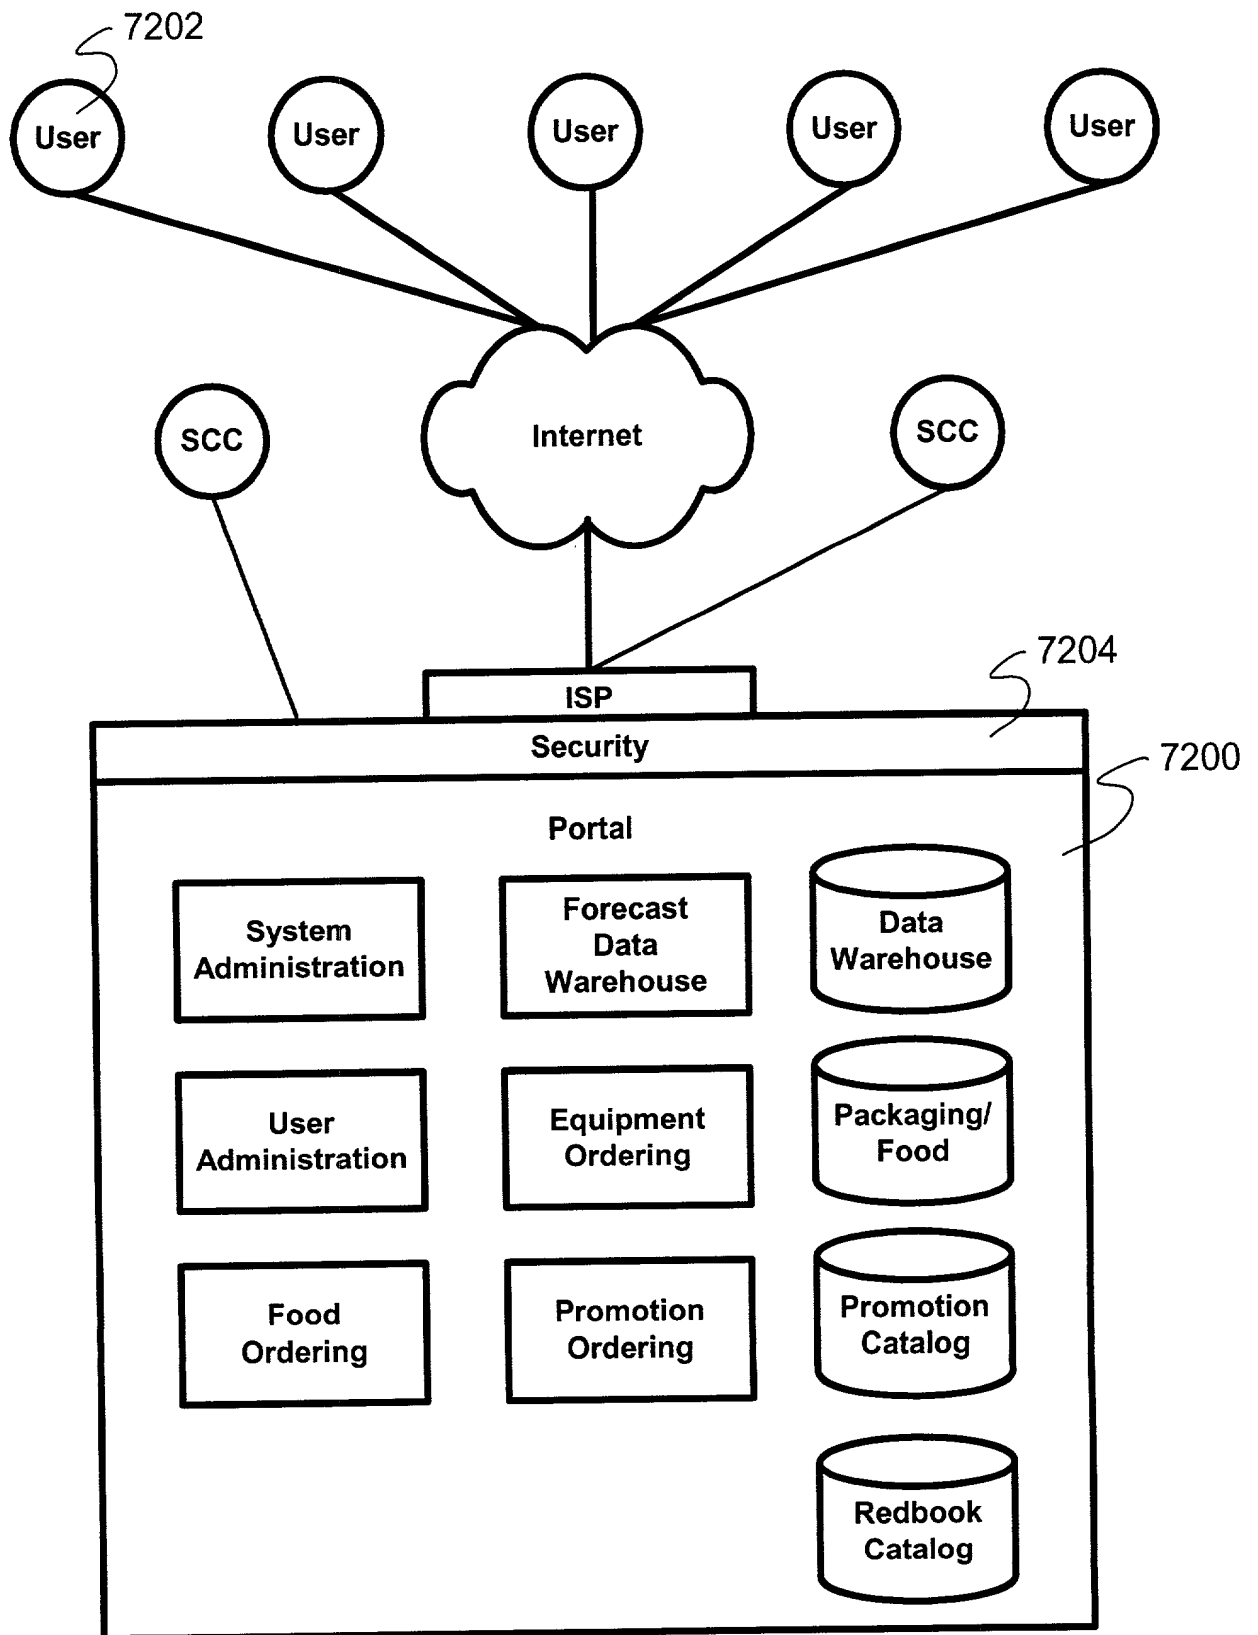 7202
User
User
User
User
User
SCC
Internet
SCC
7204
ISP
Security
7200
Portal
System
Administration
Forecast
Data
Warehouse
Data
Warehouse
User
Administration
Equipment
Ordering
Packaging/
Food
Food
Ordering
Promotion
Ordering
Promotion
Catalog
Redbook
Catalog